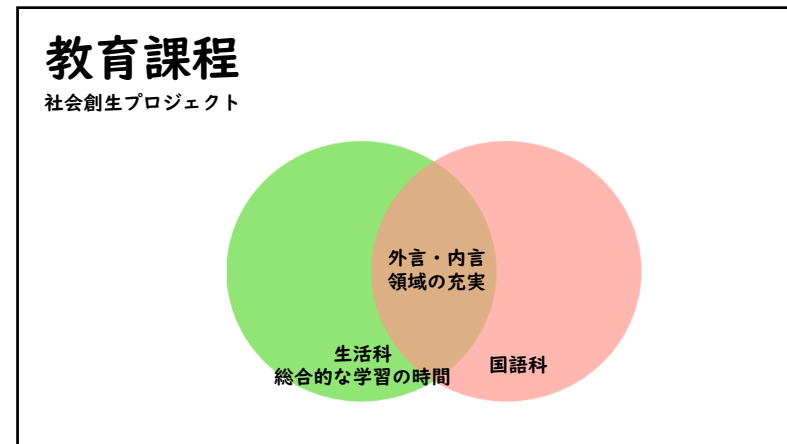 教育課程
社会創生プロジェクト
外言・内言
領域の充実
生活科
総合的な学習の時間
国語科